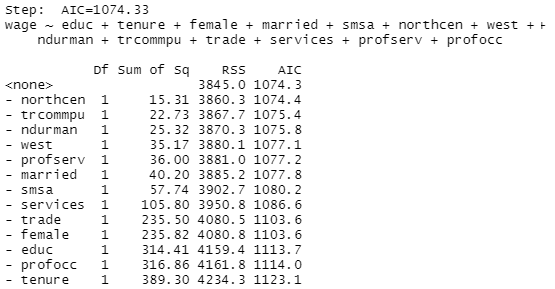 Step:  AIC=1074.33
wage ~ educ + tenure + female + married + smsa + northcen + west +
    ndurman + trcommpu + trade + services + profserv + profocc
           Df Sum of Sq    RSS    AIC
<none>                  3845.0 1074.3
- northcen  1     15.31 3860.3 1074.4
- trcommpu  1     22.73 3867.7 1075.4
- ndurman   1     25.32 3870.3 1075.8
- west      1     35.17 3880.1 1077.1
- profserv  1     36.00 3881.0 1077.2
- married   1     40.20 3885.2 1077.8
- smsa      1     57.74 3902.7 1080.2
- services  1    105.80 3950.8 1086.6
- trade     1    235.50 4080.5 1103.6
- female    1    235.82 4080.8 1103.6
- educ      1    314.41 4159.4 1113.7
- profocc   1    316.86 4161.8 1114.0
- tenure    1    389.30 4234.3 1123.1